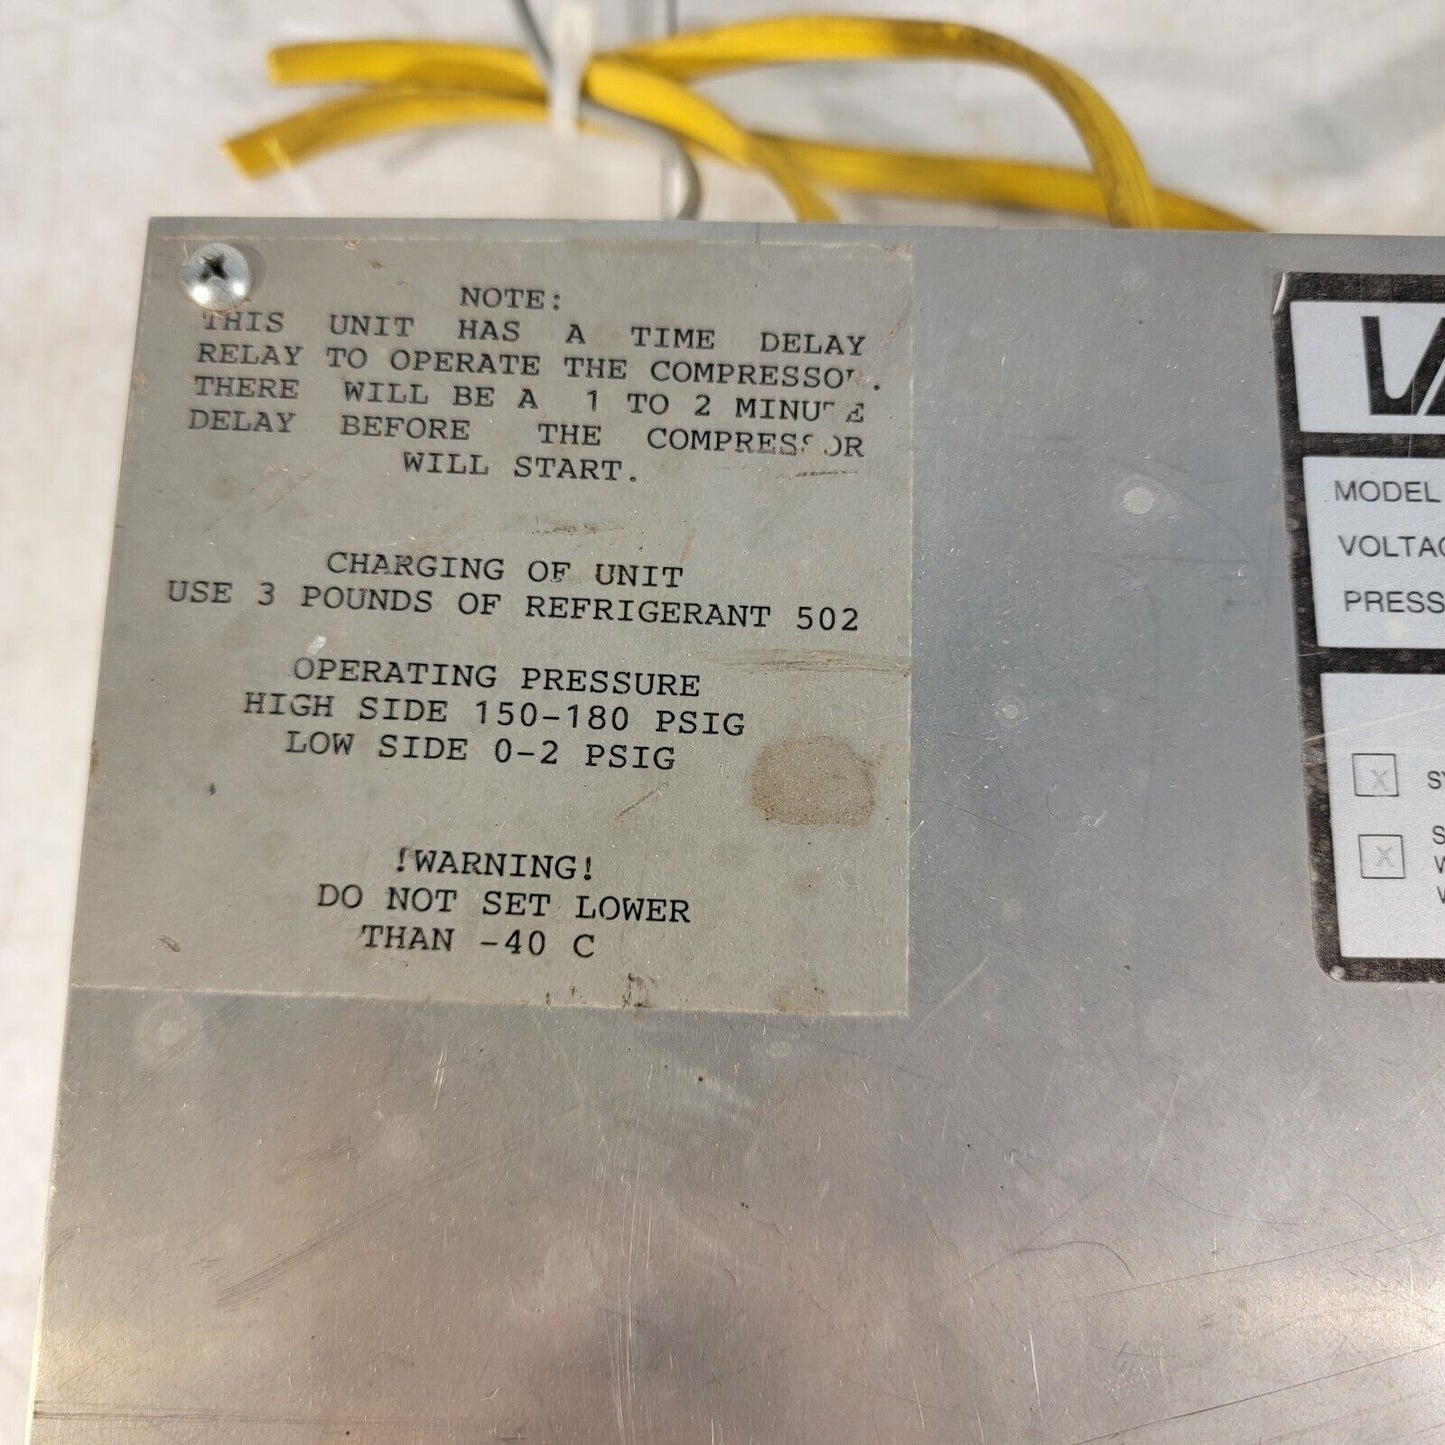 NOTE:
THIS UNIT HAS A TIME DELAY
RELAY TO OPERATE THE COMPRESSOR.
THERE WILL BE A 1 TO 2 MINUTE
DELAY BEFORE THE COMPRESSOR
WILL START.
CHARGING OF UNIT
USE 3 POUNDS OF REFRIGERANT 502
OPERATING PRESSURE
HIGH SIDE 150-180 PSIG
LOW SIDE 0-2 PSIG
!WARNING!
DO NOT SET LOWER
THAN -40 C
MODEL
X
X